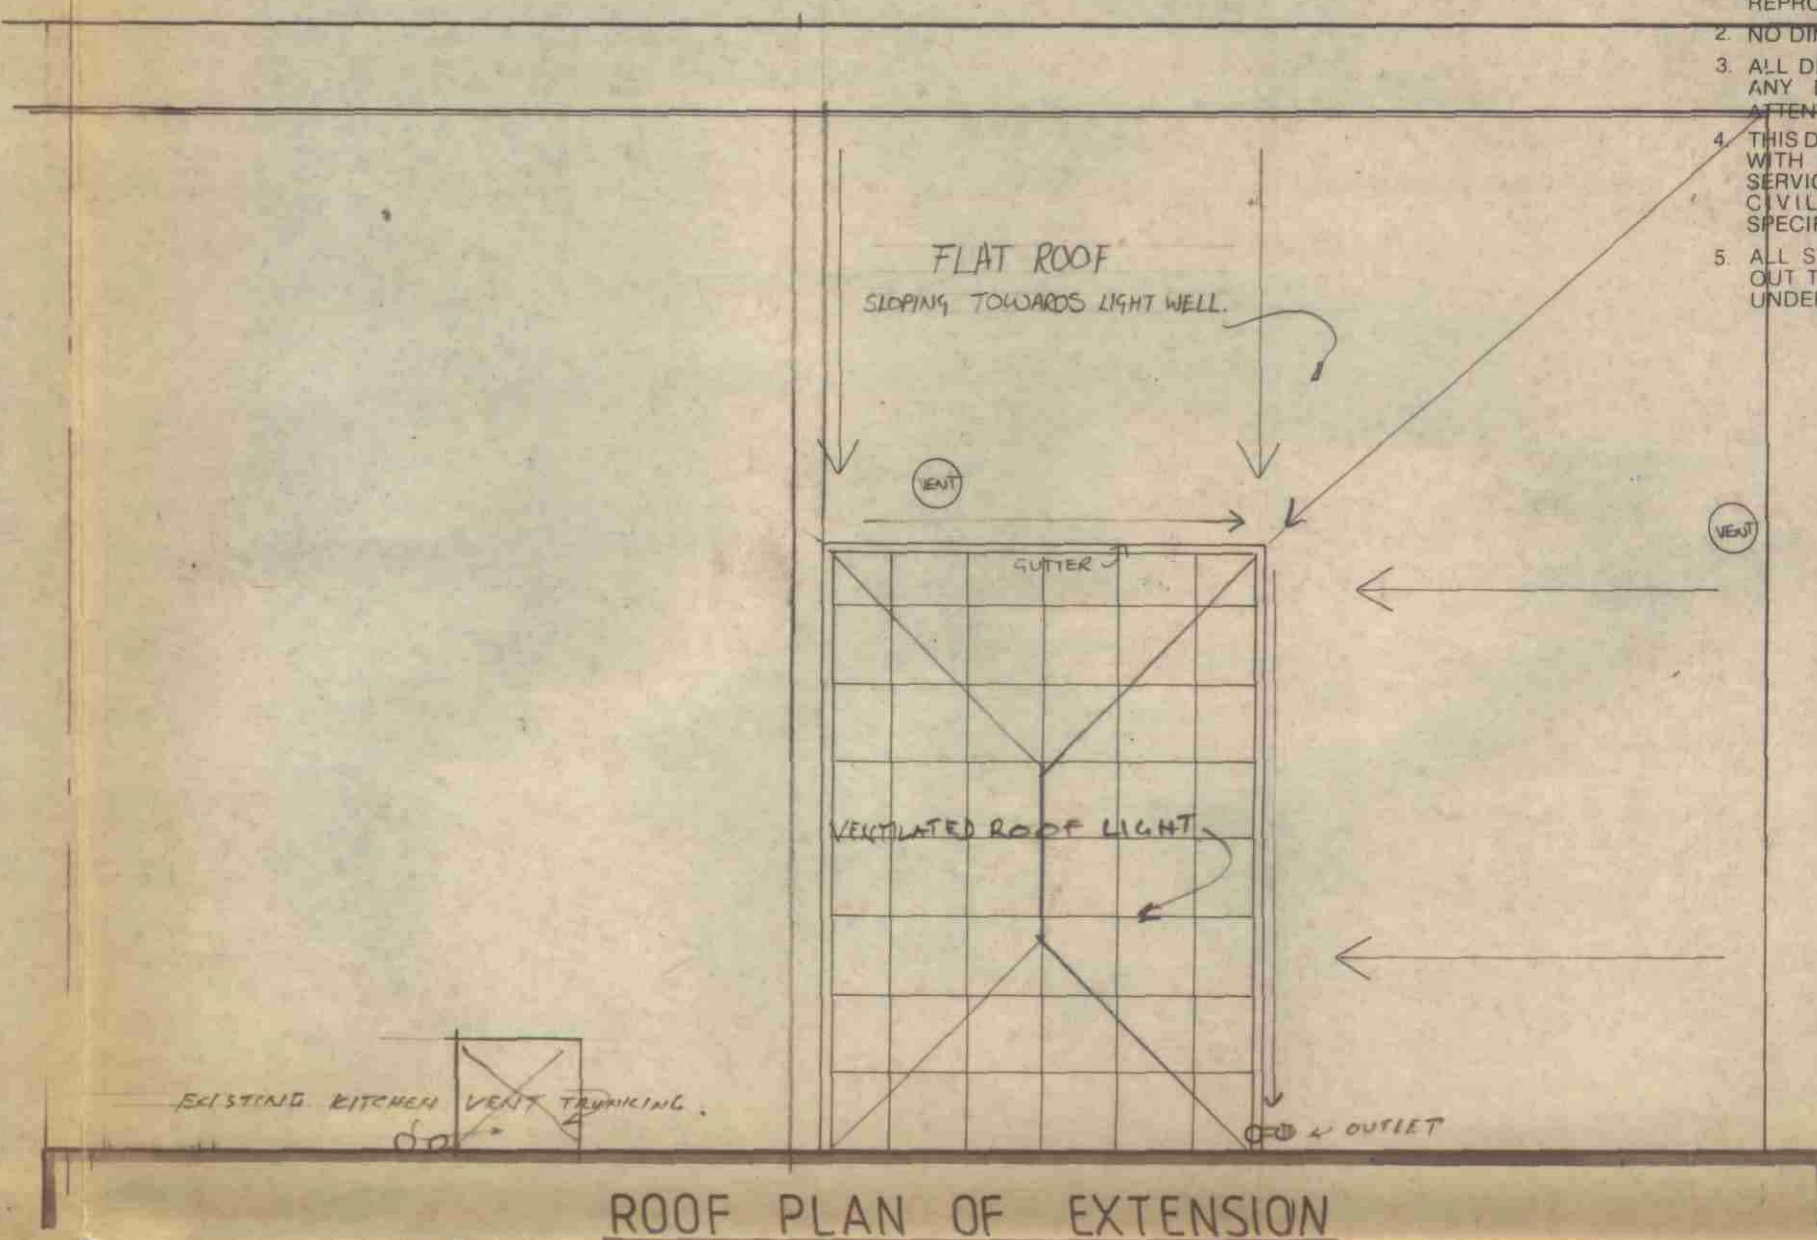 REPRO
2. NO DI
3. ALL D
ANY
ATTEN
4. THIS D
WITH
SERVIC
CIVIL
SPECI
5. ALL S
OUT T
UNDE
FLAT ROOF
SLOPING TOWARDS LIGHT WELL.
VENT
VENT
GUTTER
VENTILATED ROOF LIGHT
EXISTING KITCHEN VENT TRUNKING.
OUTLET
ROOF PLAN OF EXTENSION